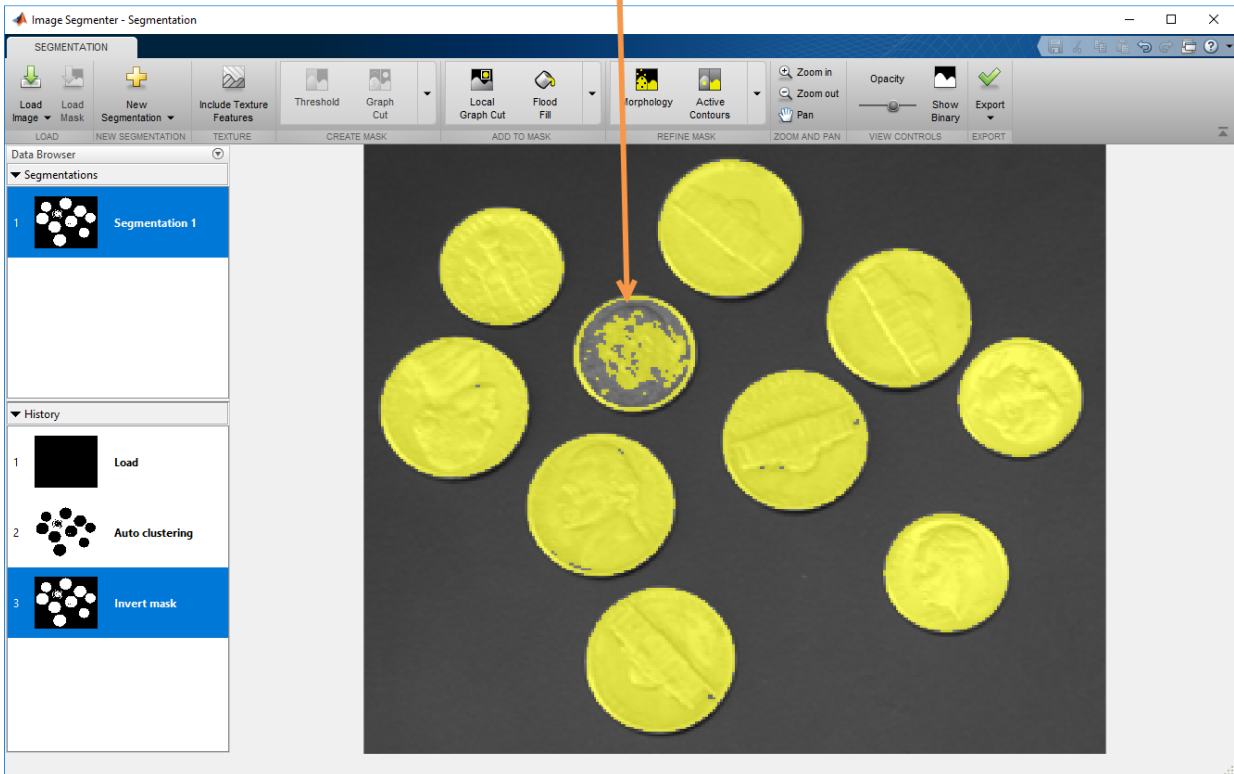 Image Segmenter - Segmentation
SEGMENTATION
Load Image
Load Mask
New Segmentation
Include Texture Features
Threshold
Graph Cut
Local Graph Cut
Flood Fill
Morphology
Active Contours
Zoom in
Zoom out
Pan
Opacity
Show Binary
Export
LOAD
NEW SEGMENTATION
TEXTURE
CREATE MASK
ADD TO MASK
REFINE MASK
ZOOM AND PAN
VIEW CONTROLS
EXPORT
Data Browser
Segmentations
1 Segmentation 1
History
1 Load
2 Auto clustering
3 Invert mask